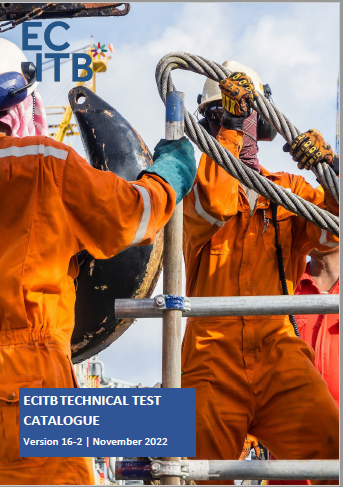 EC
ITB
ECITB TECHNICAL TEST
CATALOGUE
Version 16-2 | November 2022